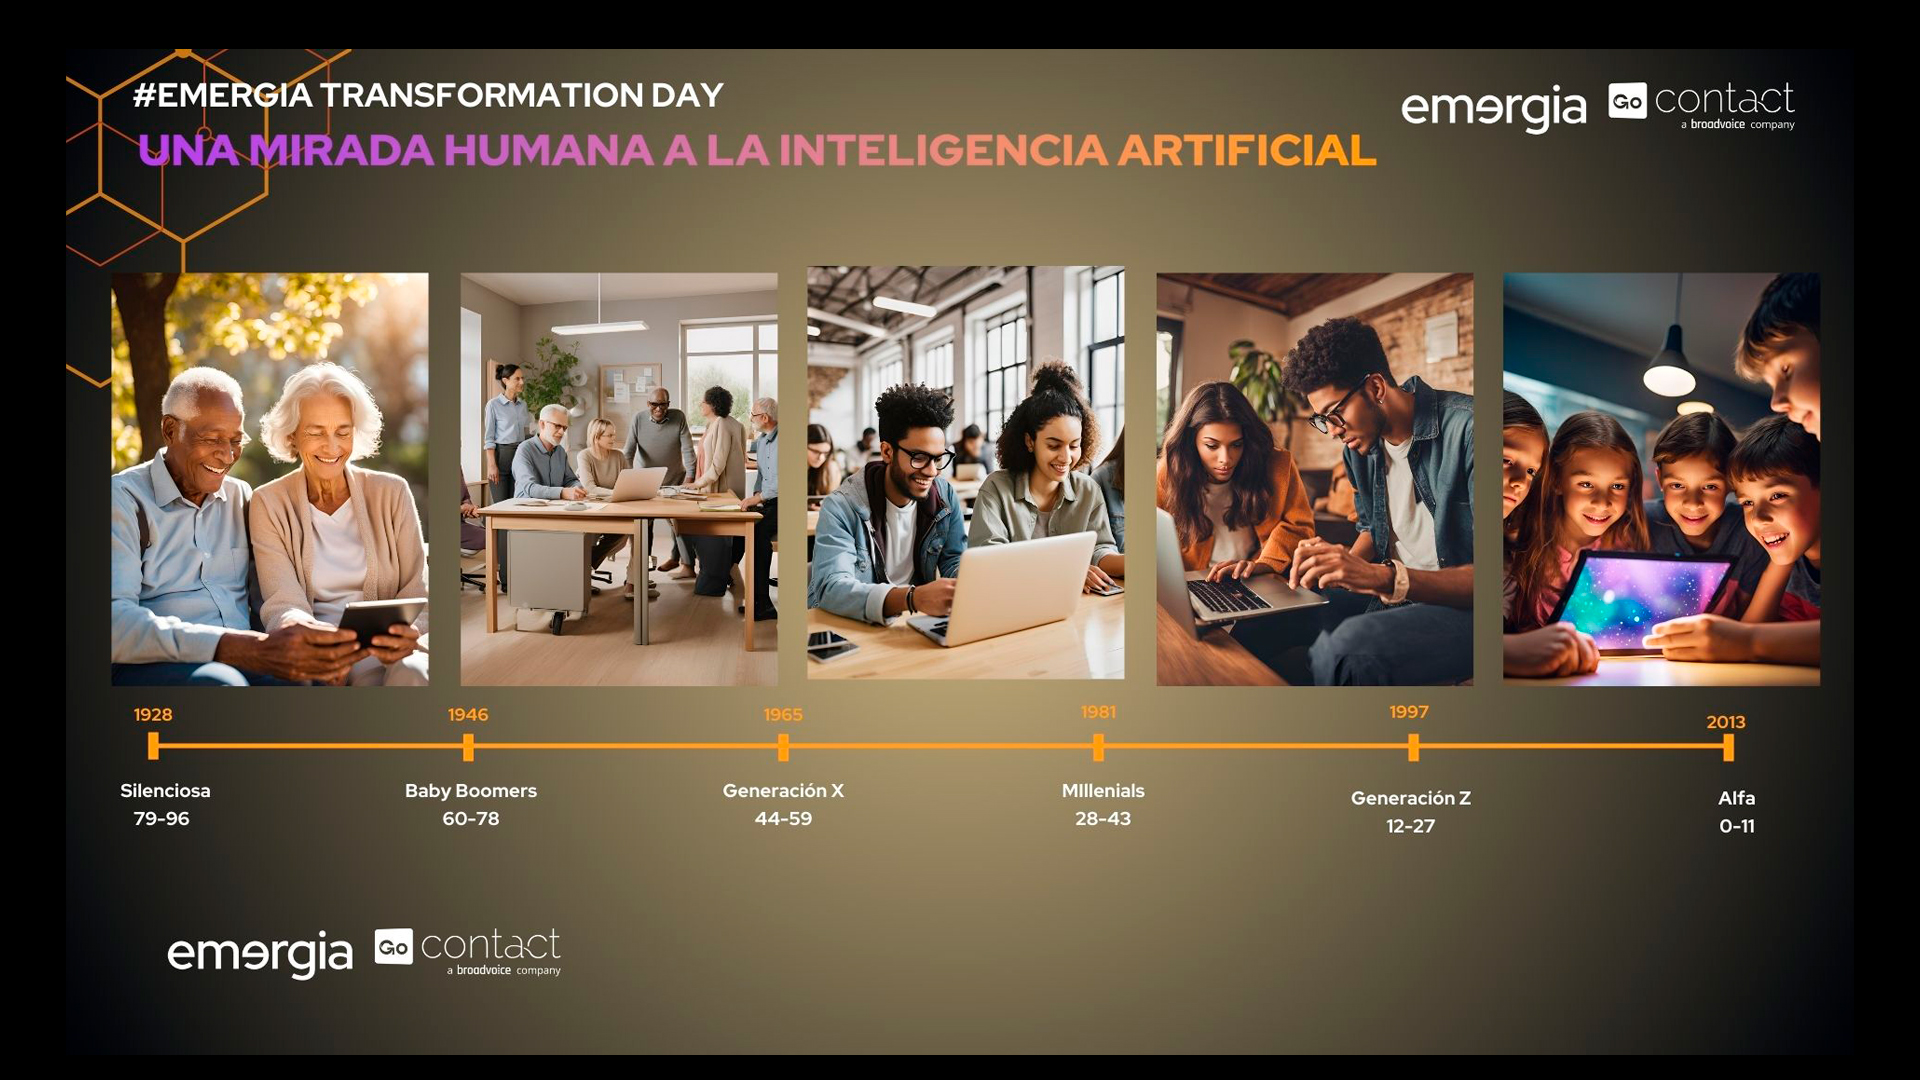 #EMERGIA TRANSFORMATION DAY
UNA MIRADA HUMANA A LA INTELIGENCIA ARTIFICIAL
emergia Go contact
a broadvoice company
1928 1946 1965 1981 1997 2013
Silenciosa Baby Boomers Generación X MIllenials Generación Z Alfa
79-96 60-78 44-59 28-43 12-27 0-11
emergia Go contact
a broadvoice company